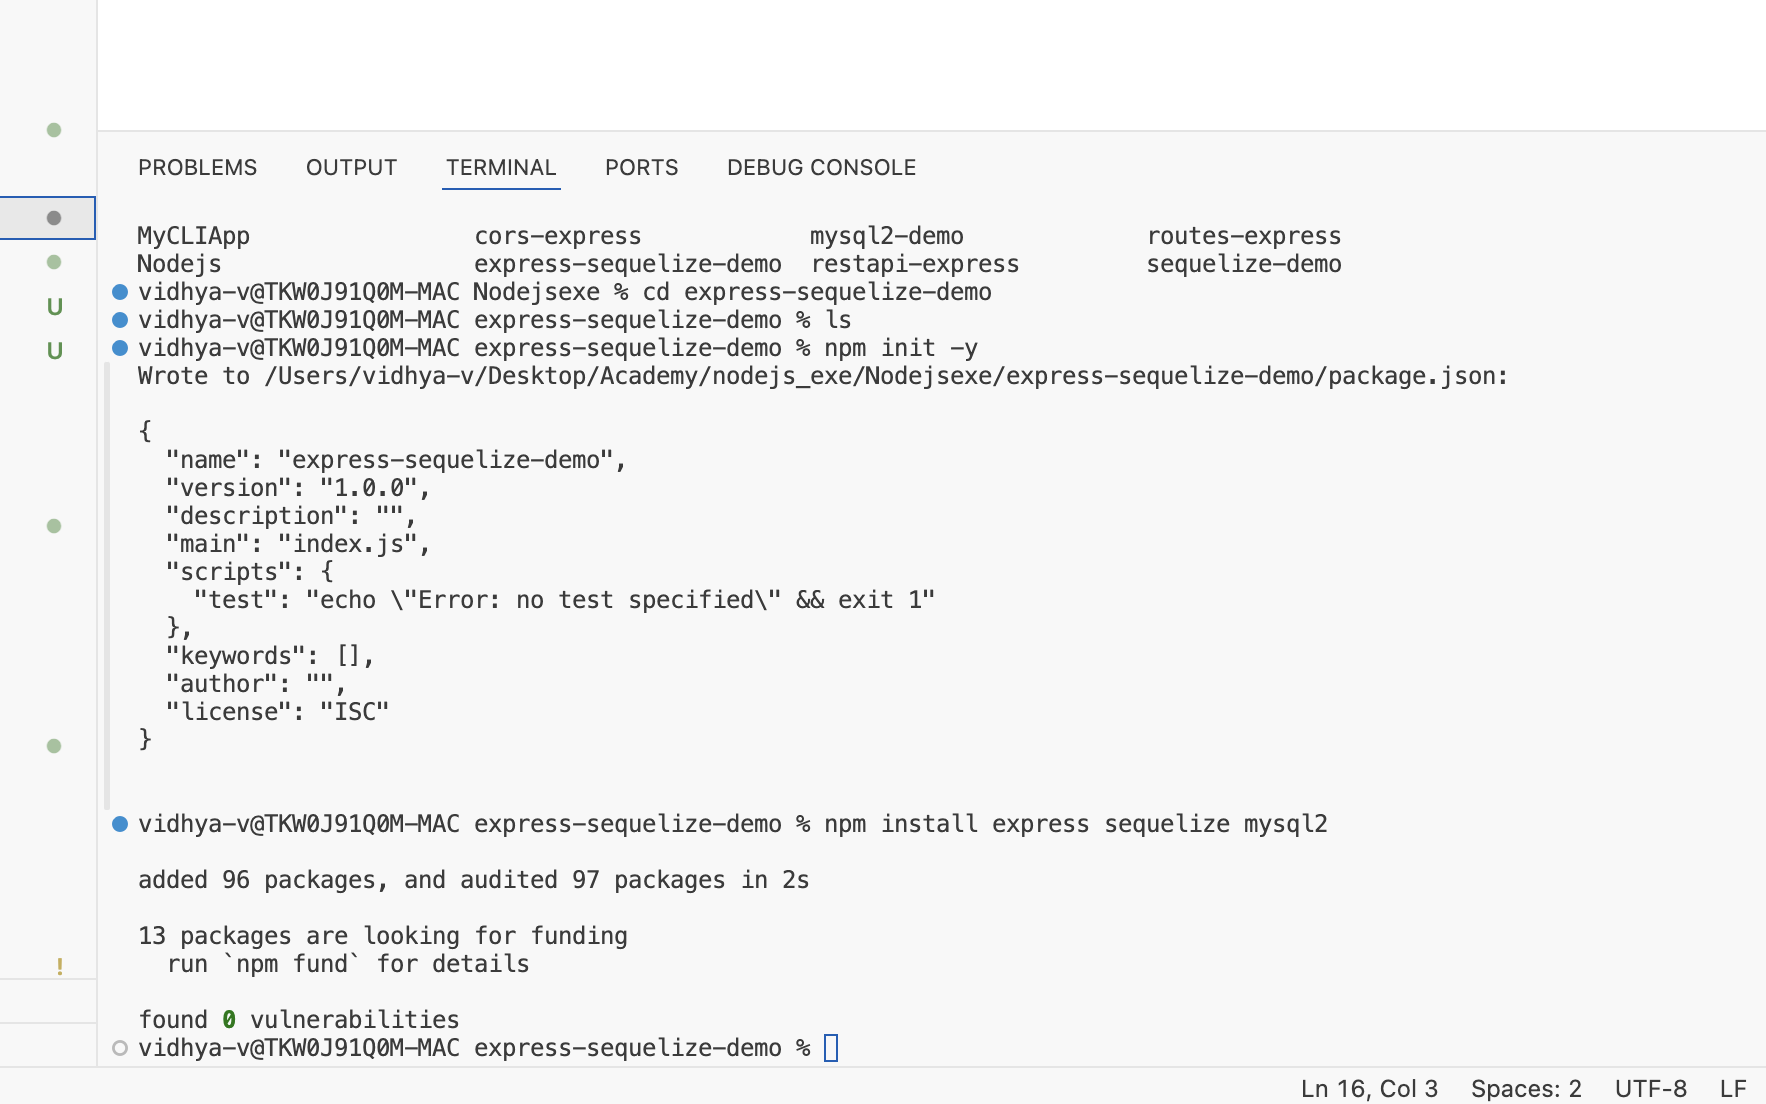 PROBLEMS OUTPUT TERMINAL PORTS DEBUG CONSOLE
MyCLIApp cors-express mysql2-demo routes-express
Nodejs express-sequelize-demo restapi-express sequelize-demo
vidhya-v@TKW0J91Q0M-MAC Nodejsexe % cd express-sequelize-demo
vidhya-v@TKW0J91Q0M-MAC express-sequelize-demo % ls
U
vidhya-v@TKW0J91Q0M-MAC express-sequelize-demo % npm init -y
U
Wrote to /Users/vidhya-v/Desktop/Academy/nodejs_exe/Nodejsexe/express-sequelize-demo/package.json:
{
  "name": "express-sequelize-demo",
  "version": "1.0.0",
  "description": "",
  "main": "index.js",
  "scripts": {
    "test": "echo \"Error: no test specified\" && exit 1"
  },
  "keywords": [],
  "author": "",
  "license": "ISC"
}
vidhya-v@TKW0J91Q0M-MAC express-sequelize-demo % npm install express sequelize mysql2
added 96 packages, and audited 97 packages in 2s
13 packages are looking for funding
  run `npm fund` for details
!
found 0 vulnerabilities
vidhya-v@TKW0J91Q0M-MAC express-sequelize-demo %
Ln 16, Col 3 Spaces: 2 UTF-8 LF